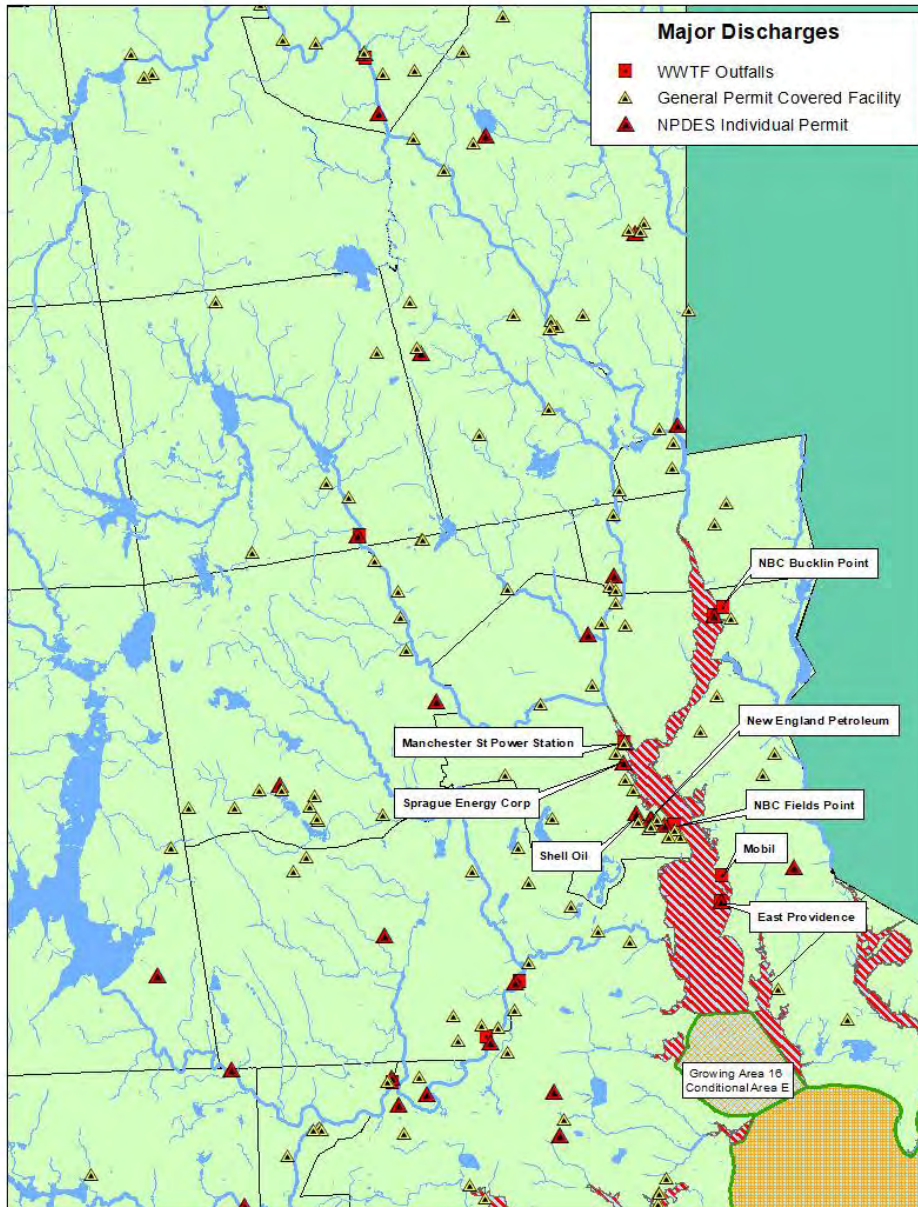 Major Discharges
WWTF Outfalls
General Permit Covered Facility
NPDES Individual Permit
NBC Bucklin Point
New England Petroleum
Manchester St Power Station
Sprague Energy Corp
NBC Fields Point
Shell Oil
Mobil
East Providence
Growing Area 16
Conditional Area E